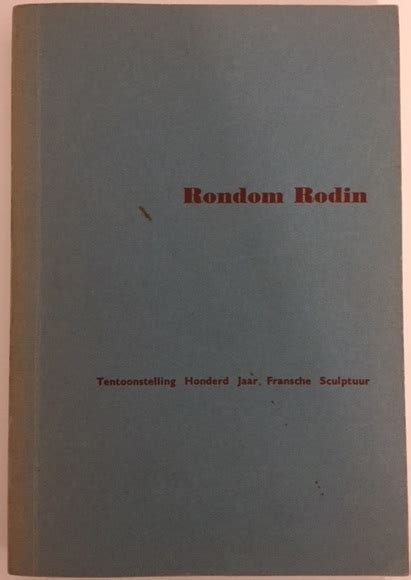 Rondom Rodin
Tentoonstelling Honderd Jaar Fransche Sculptuur